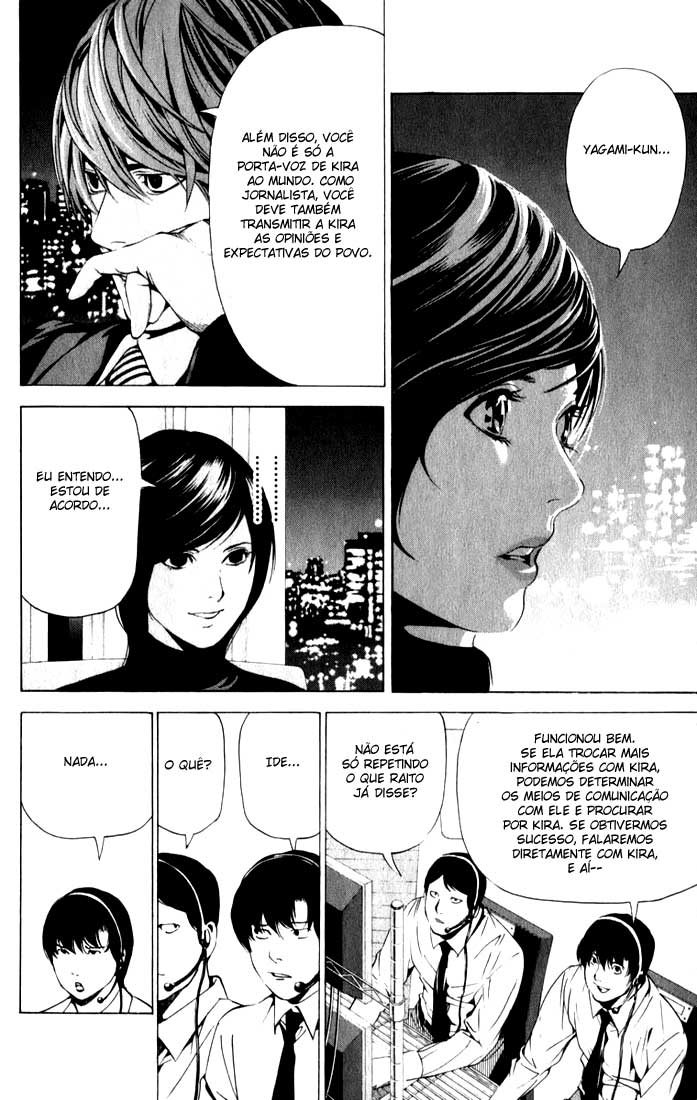 YAGAMI-KUN...
ALÉM DISSO, VOCÊ
NÃO É SÓ A
PORTA-VOZ DE KIRA
AO MUNDO. COMO
JORNALISTA, VOCÊ
DEVE TAMBÉM
TRANSMITIR A KIRA
AS OPINIÕES E
EXPECTATIVAS DO POVO.
EU ENTENDO...
ESTOU DE
ACORDO...
FUNCIONOU BEM.
SE ELA TROCAR MAIS
INFORMAÇÕES COM KIRA,
PODEMOS DETERMINAR
OS MEIOS DE COMUNICAÇÃO
COM ELE E PROCURAR
POR KIRA. SE OBTIVERMOS
SUCESSO, FALAREMOS
DIRETAMENTE COM KIRA,
E AÍ--
NÃO ESTÁ
SÓ REPETINDO
O QUE RAITO
JÁ DISSE?
IDE...
O QUÊ?
NADA...